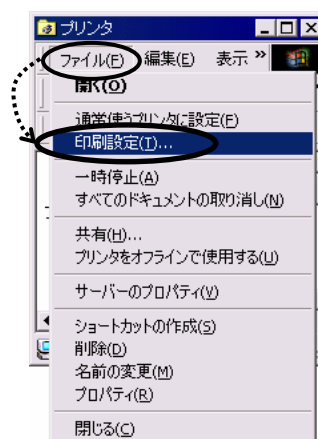 プリンタ
ファイル(F) 編集(E) 表示 »
開く(O)
通常使うプリンタに設定(F)
印刷設定(T)...
一時停止(A)
すべてのドキュメントの取り消し(N)
共有(H)...
プリンタをオフラインで使用する(U)
サーバーのプロパティ(V)
ショートカットの作成(S)
削除(D)
名前の変更(M)
プロパティ(R)
閉じる(C)